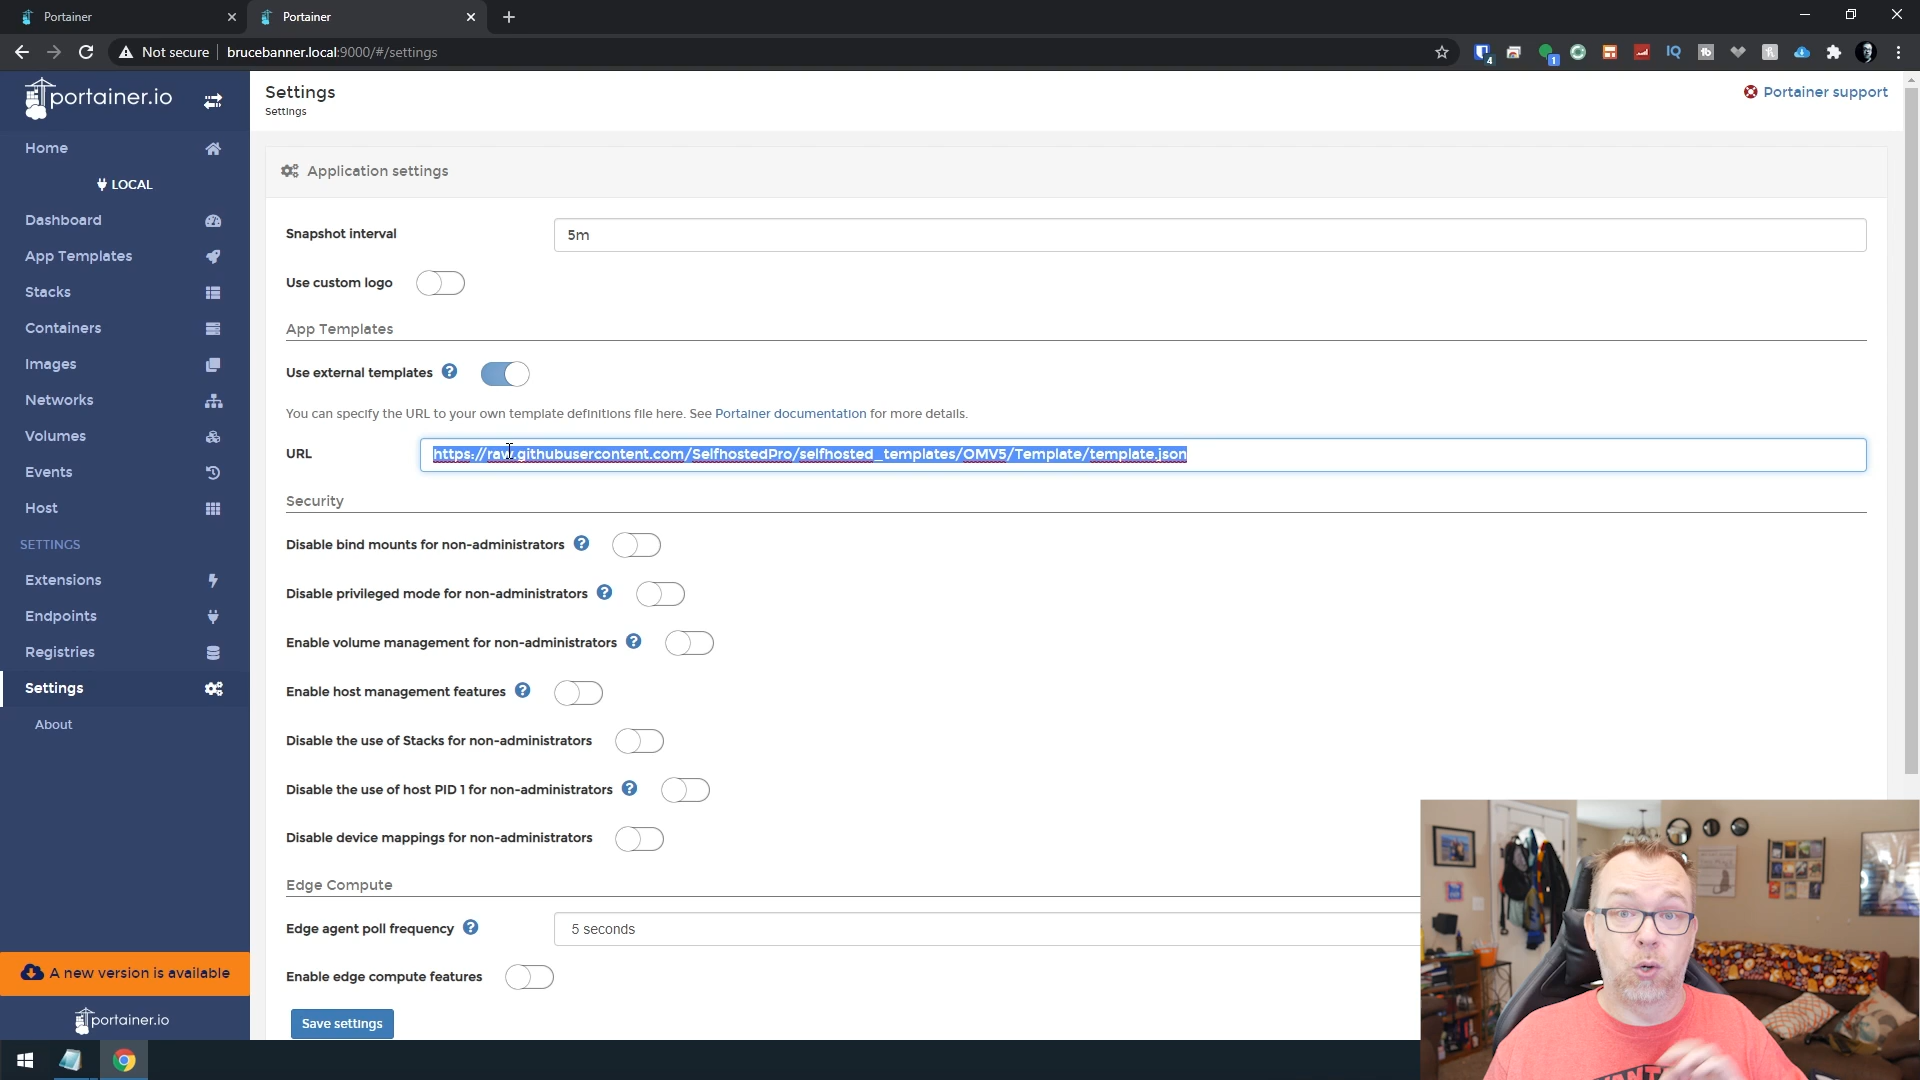 Portainer
Portainer
Not secure
brucebanner.local:9000/#/settings
4
1
IQ
tb
portainer.io
Home
LOCAL
Dashboard
App Templates
Stacks
Containers
Images
Networks
Volumes
Events
Host
SETTINGS
Extensions
Endpoints
Registries
Settings
About
A new version is available
portainer.io
Settings
Settings
Portainer support
Application settings
Snapshot interval
5m
Use custom logo
App Templates
Use external templates
You can specify the URL to your own template definitions file here. See Portainer documentation for more details.
URL
https://raw.githubusercontent.com/SelfhostedPro/selfhosted_templates/OMV5/Template/template.json
Security
Disable bind mounts for non-administrators
Disable privileged mode for non-administrators
Enable volume management for non-administrators
Enable host management features
Disable the use of Stacks for non-administrators
Disable the use of host PID 1 for non-administrators
Disable device mappings for non-administrators
Edge Compute
Edge agent poll frequency
5 seconds
Enable edge compute features
Save settings